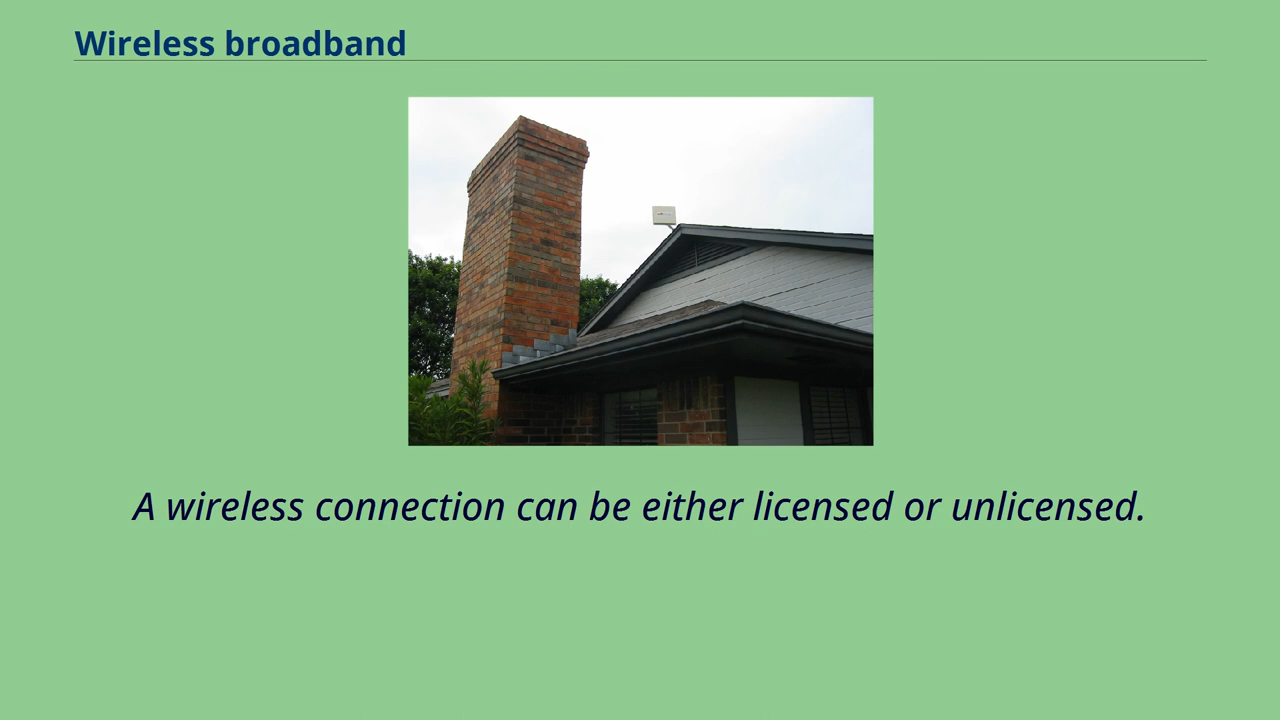 Wireless broadband
A wireless connection can be either licensed or unlicensed.